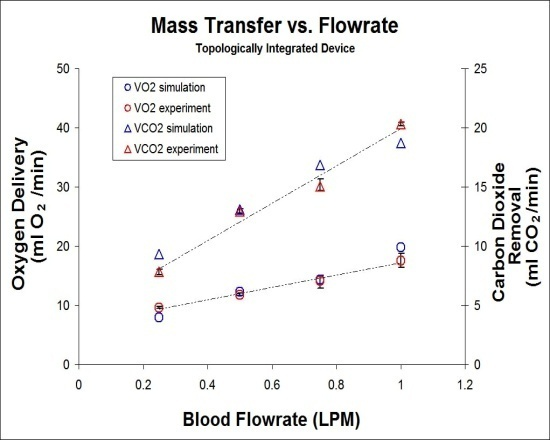 Mass Transfer vs. Flowrate
Topologically Integrated Device
50
40
30
20
10
0
25
20
15
10
5
0
0
0.2
0.4
0.6
0.8
1
1.2
VO2 simulation
VO2 experiment
VCO2 simulation
VCO2 experiment
Oxygen Delivery
(ml O₂ /min)
Carbon Dioxide
Removal
(ml CO₂/min)
Blood Flowrate (LPM)